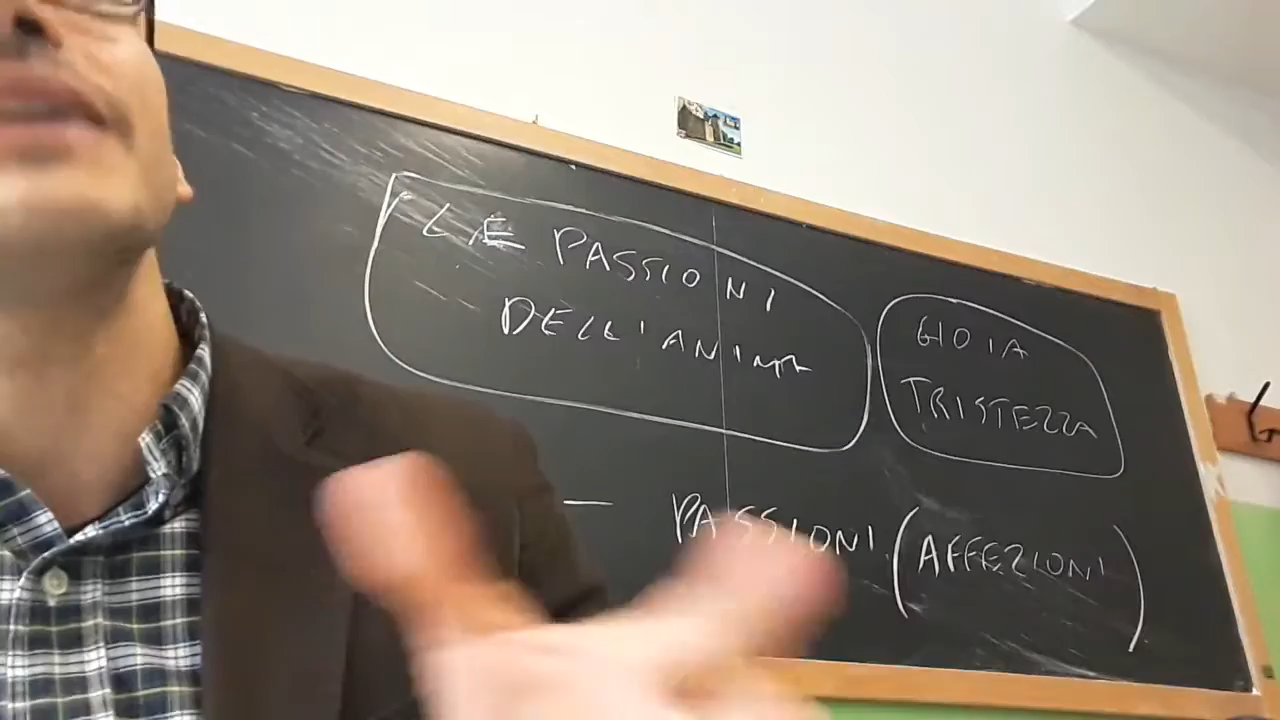 LE PASSIONI
DELL'ANIMA
GIOIA
TRISTEZZA
— PASSIONI (AFFEZIONI)